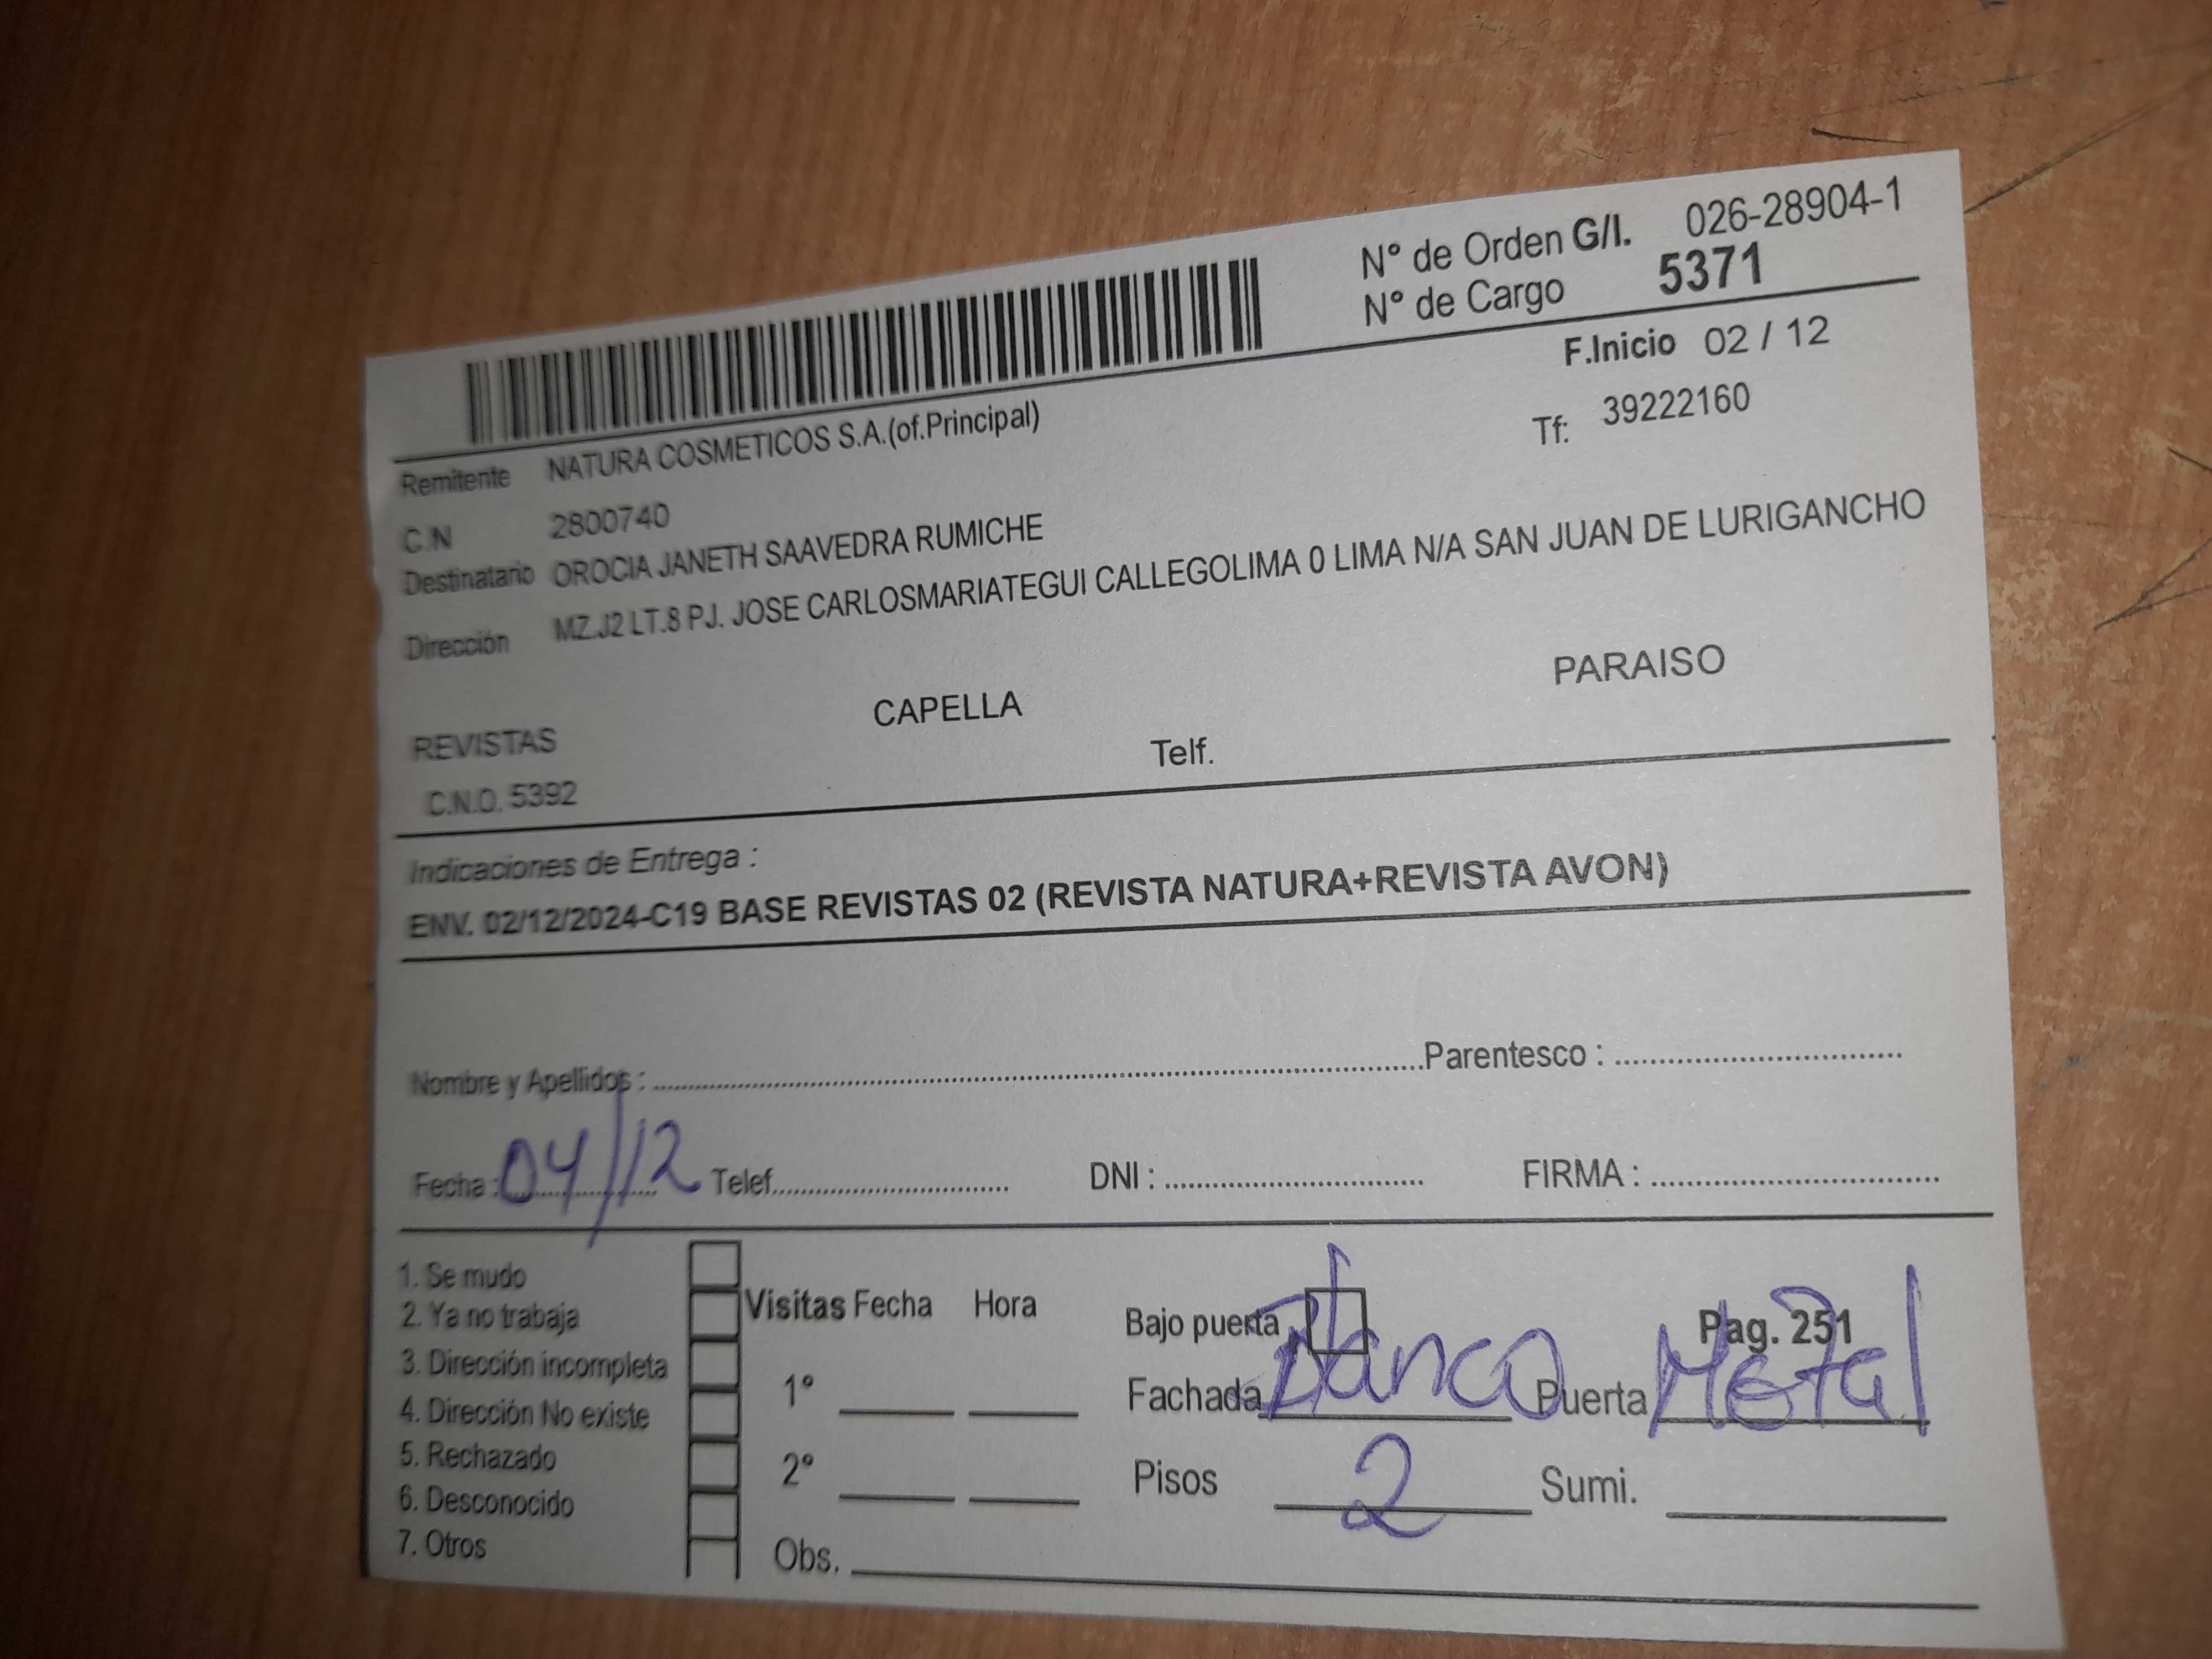 N° de Orden G/I. 026-28904-1
N° de Cargo 5371
F.Inicio 02 / 12
Remitente NATURA COSMETICOS S.A.(of.Principal) Tf: 39222160
C.N 2800740
Destinatario OROCIA JANETH SAAVEDRA RUMICHE
Dirección MZ.J2 LT.8 PJ. JOSE CARLOSMARIATEGUI CALLEGOLIMA 0 LIMA N/A SAN JUAN DE LURIGANCHO
REVISTAS CAPELLA PARAISO
C.N.O. 5392 Telf.
Indicaciones de Entrega :
ENV. 02/12/2024-C19 BASE REVISTAS 02 (REVISTA NATURA+REVISTA AVON)
Nombre y Apellidos : Parentesco :
Fecha : 04/12 Telef. DNI : FIRMA :
1. Se mudo
2. Ya no trabaja
3. Dirección incompleta
4. Dirección No existe
5. Rechazado
6. Desconocido
7. Otros
Visitas Fecha Hora
1°
2°
Obs.
Bajo puerta Pag. 251
Fachada Blanco Puerta Metal
Pisos 2 Sumi.